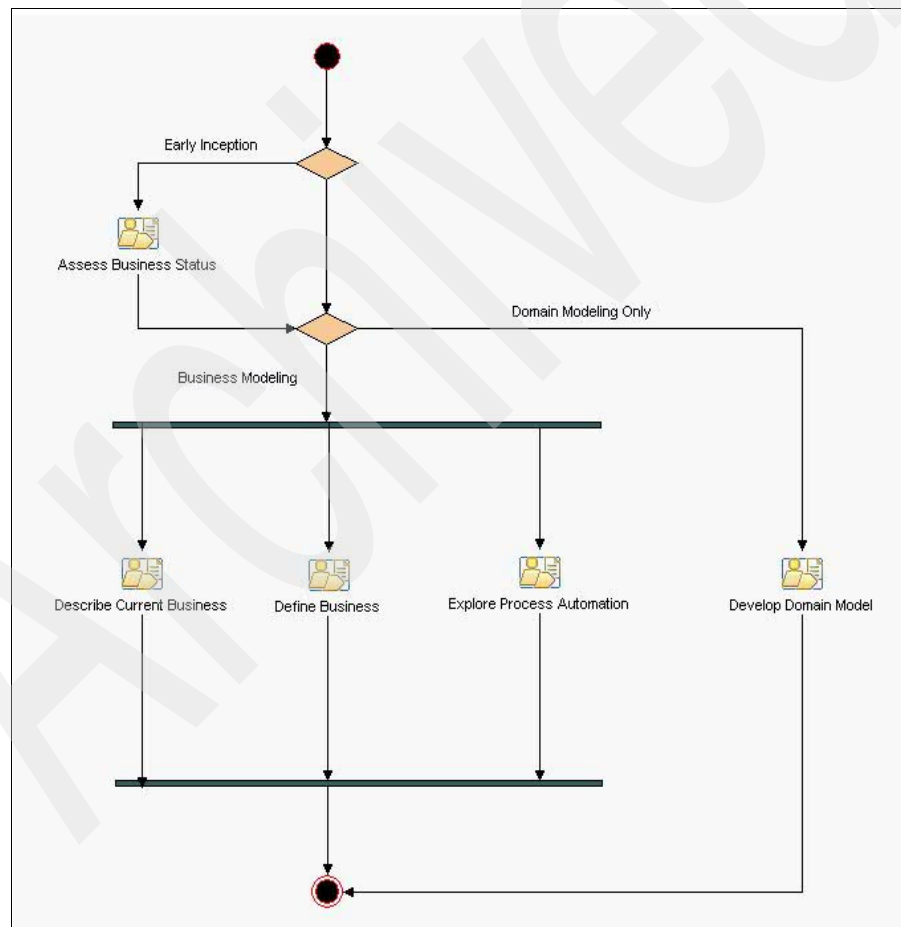 Early Inception
Assess Business Status
Domain Modeling Only
Business Modeling
Describe Current Business
Define Business
Explore Process Automation
Develop Domain Model
Archived